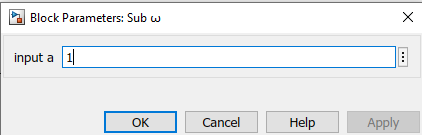 Block Parameters: Sub ω
input a 1
OK Cancel Help Apply